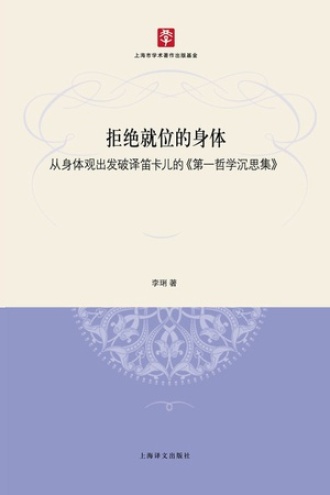 上海市学术著作出版基金
拒绝就位的身体
从身体观出发破译笛卡儿的《第一哲学沉思集》
李琍 著
上海译文出版社